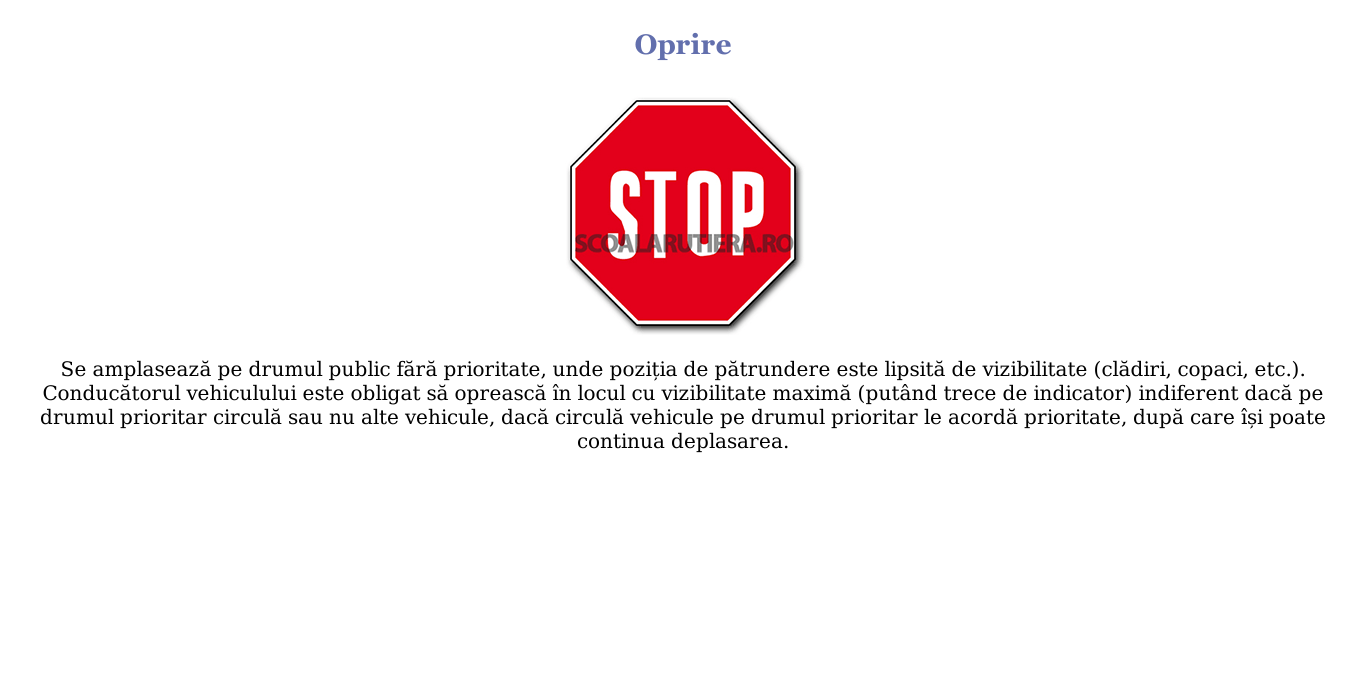 Oprire
STOP
SCOALARUTIERA.RO
Se amplasează pe drumul public fără prioritate, unde poziția de pătrundere este lipsită de vizibilitate (clădiri, copaci, etc.).
Conducătorul vehiculului este obligat să oprească în locul cu vizibilitate maximă (putând trece de indicator) indiferent dacă pe
drumul prioritar circulă sau nu alte vehicule, dacă circulă vehicule pe drumul prioritar le acordă prioritate, după care își poate
continua deplasarea.